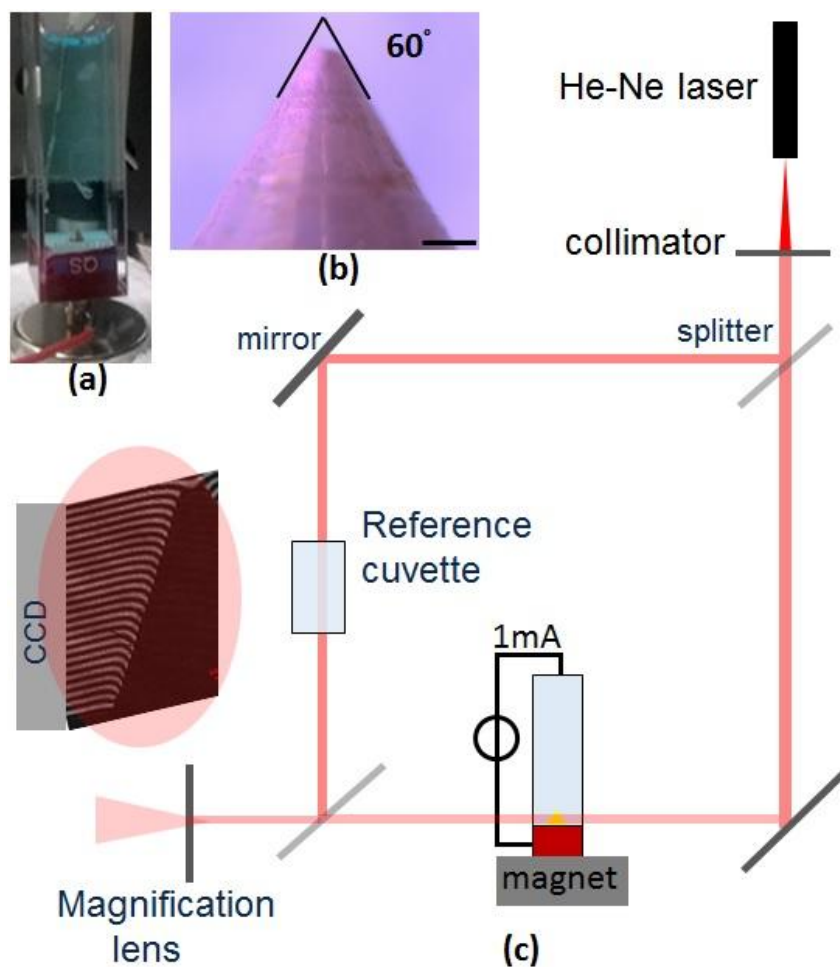 60°
He-Ne laser
(b)
collimator
(a)
mirror
splitter
Reference
cuvette
CCD
1mA
magnet
Magnification
lens
(c)